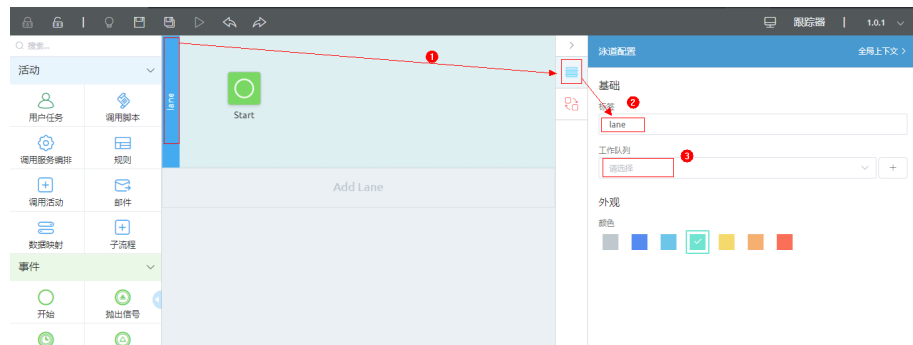 跟踪器 1.0.1
搜索...
活动
用户任务 调用脚本
调用服务编排 规则
调用活动 邮件
数据映射 子流程
事件
开始 抛出信号
lane
1
Start
Add Lane
泳道配置 全局上下文
基础
标签 2
lane
工作队列
3
请选择
外观
颜色